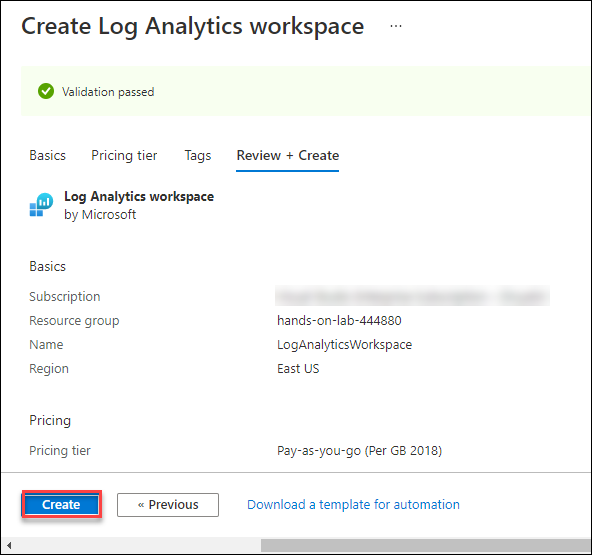 Create Log Analytics workspace ...
Validation passed
Basics Pricing tier Tags Review + Create
Log Analytics workspace
by Microsoft
Basics
Subscription
Resource group hands-on-lab-444880
Name LogAnalyticsWorkspace
Region East US
Pricing
Pricing tier Pay-as-you-go (Per GB 2018)
Create « Previous Download a template for automation